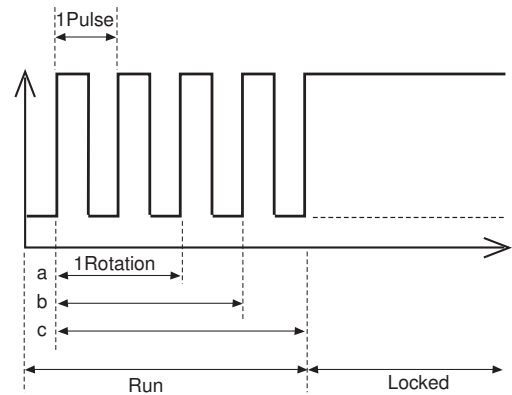 1Pulse
a 1Rotation
b
c
Run Locked